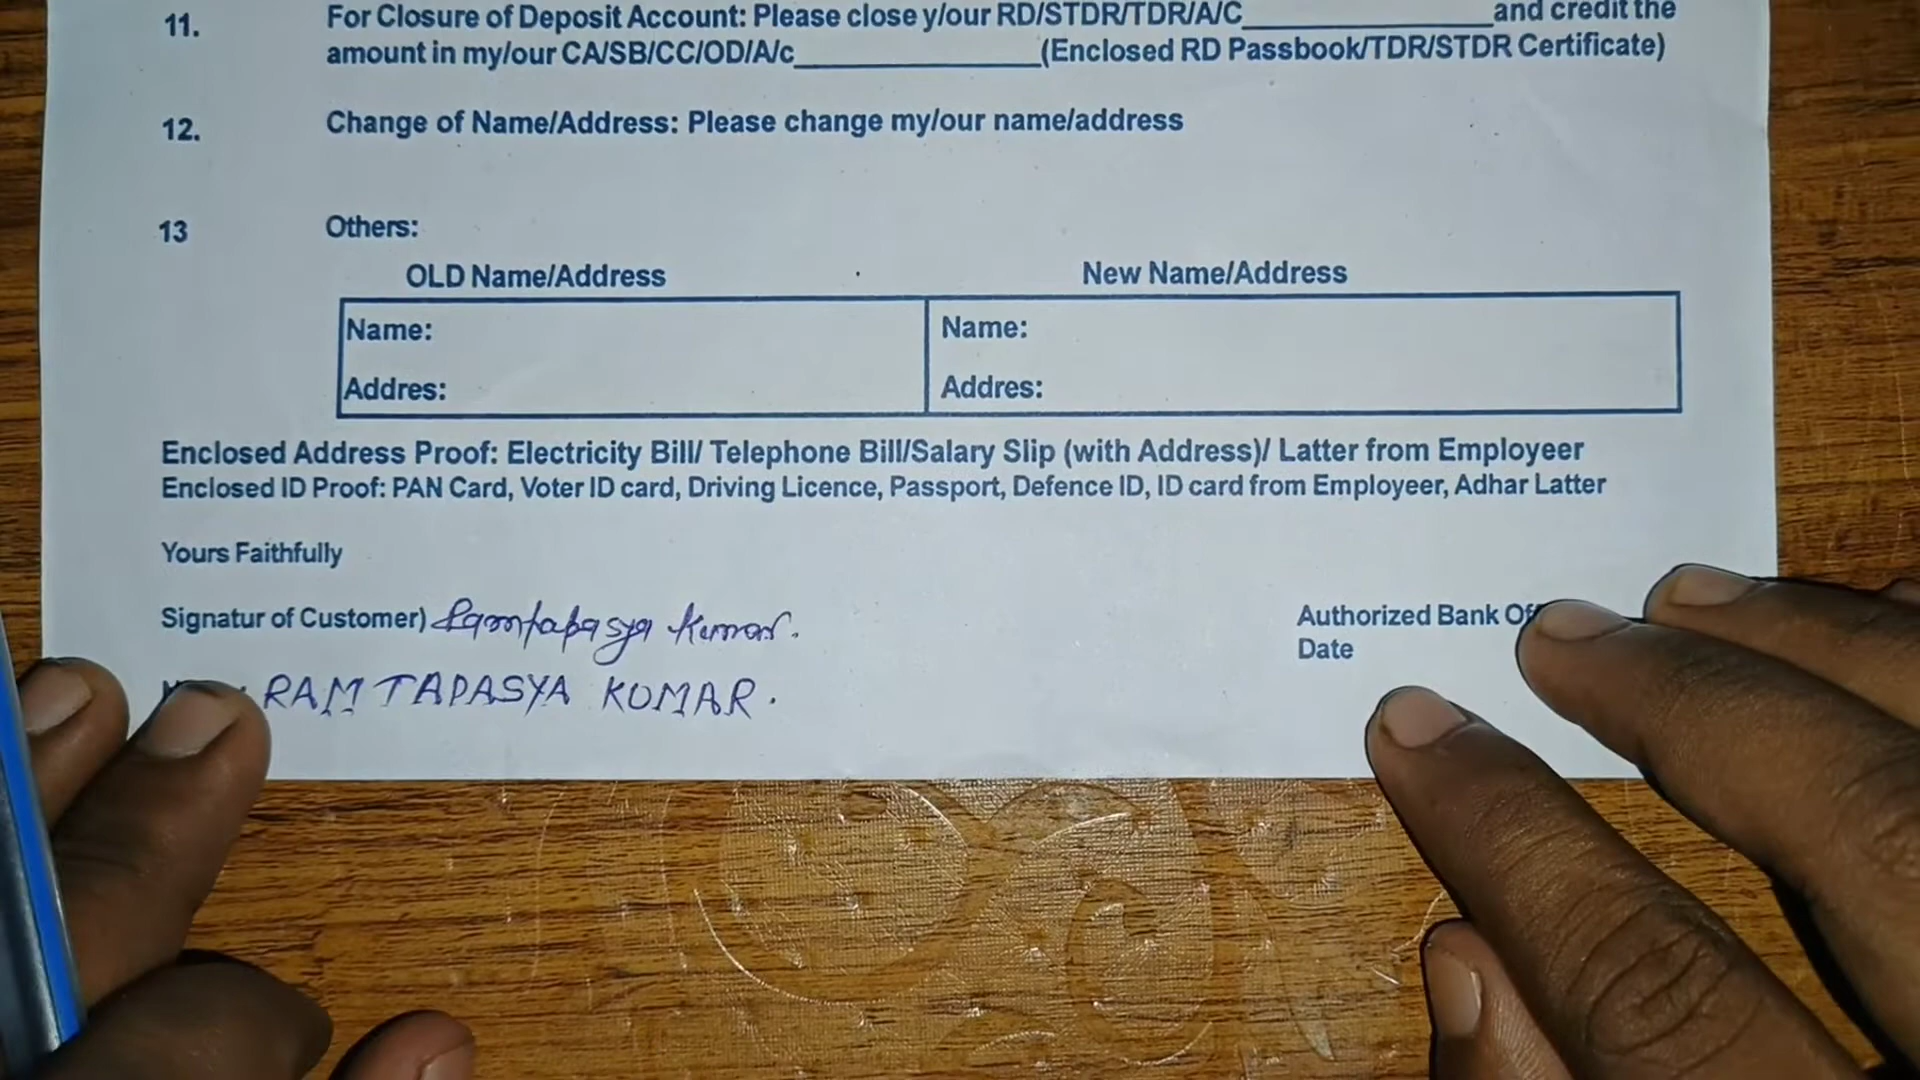 11. For Closure of Deposit Account: Please close y/our RD/STDR/TDR/A/C____________and credit the
amount in my/our CA/SB/CC/OD/A/c____________(Enclosed RD Passbook/TDR/STDR Certificate)
12. Change of Name/Address: Please change my/our name/address
13 Others:
OLD Name/Address New Name/Address
Name: Name:
Addres: Addres:
Enclosed Address Proof: Electricity Bill/ Telephone Bill/Salary Slip (with Address)/ Latter from Employeer
Enclosed ID Proof: PAN Card, Voter ID card, Driving Licence, Passport, Defence ID, ID card from Employeer, Adhar Latter
Yours Faithfully
Signatur of Customer) Ramtapasya Kumar. Authorized Bank Of
Date
RAM TAPASYA KUMAR.